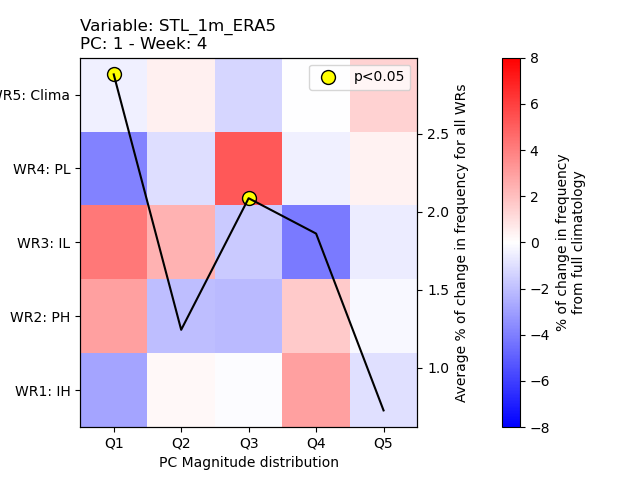 Variable: STL_1m_ERA5
PC: 1 - Week: 4
p<0.05
WR5: Clima
WR4: PL
WR3: IL
WR2: PH
WR1: IH
Q1 Q2 Q3 Q4 Q5
PC Magnitude distribution
2.5
2.0
1.5
1.0
Average % of change in frequency for all WRs
8
6
4
2
0
−2
−4
−6
−8
% of change in frequency
from full climatology